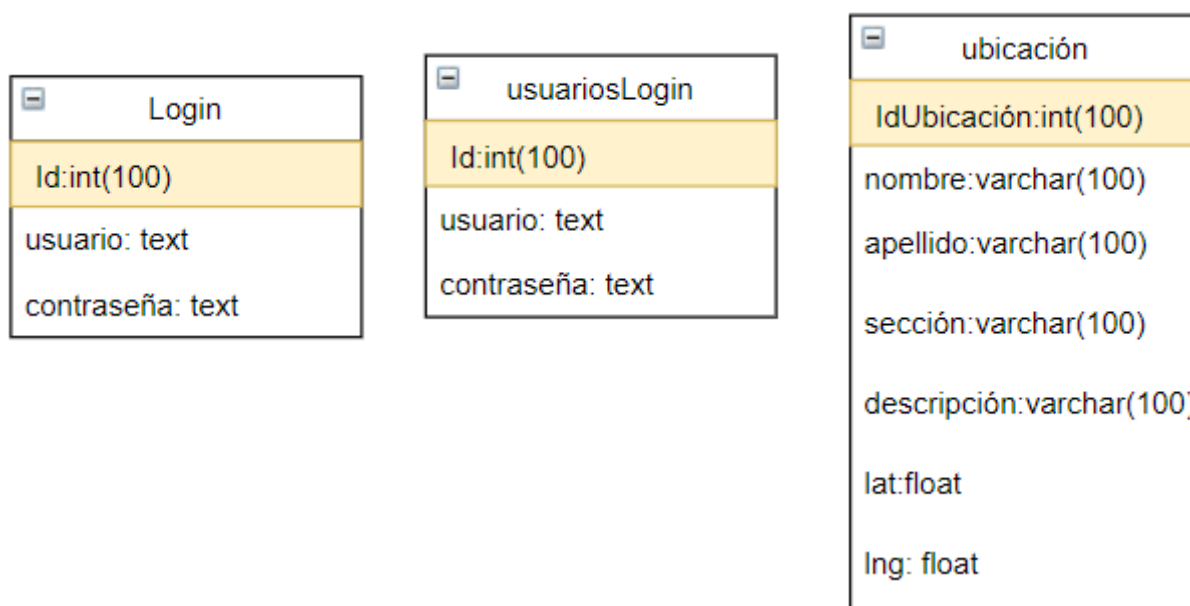 Login
Id:int(100)
usuario: text
contraseña: text
usuariosLogin
Id:int(100)
usuario: text
contraseña: text
ubicación
IdUbicación:int(100)
nombre:varchar(100)
apellido:varchar(100)
sección:varchar(100)
descripción:varchar(100)
lat:float
lng: float